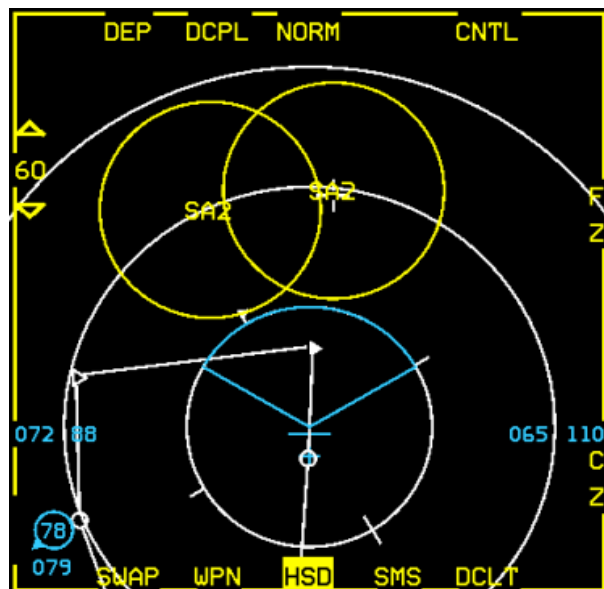 DEP DCPL NORM CNTL
60
SA2
SA2
F
Z
072 88
065 110
C
Z
78
079
SWAP WPN HSD SMS DCLT